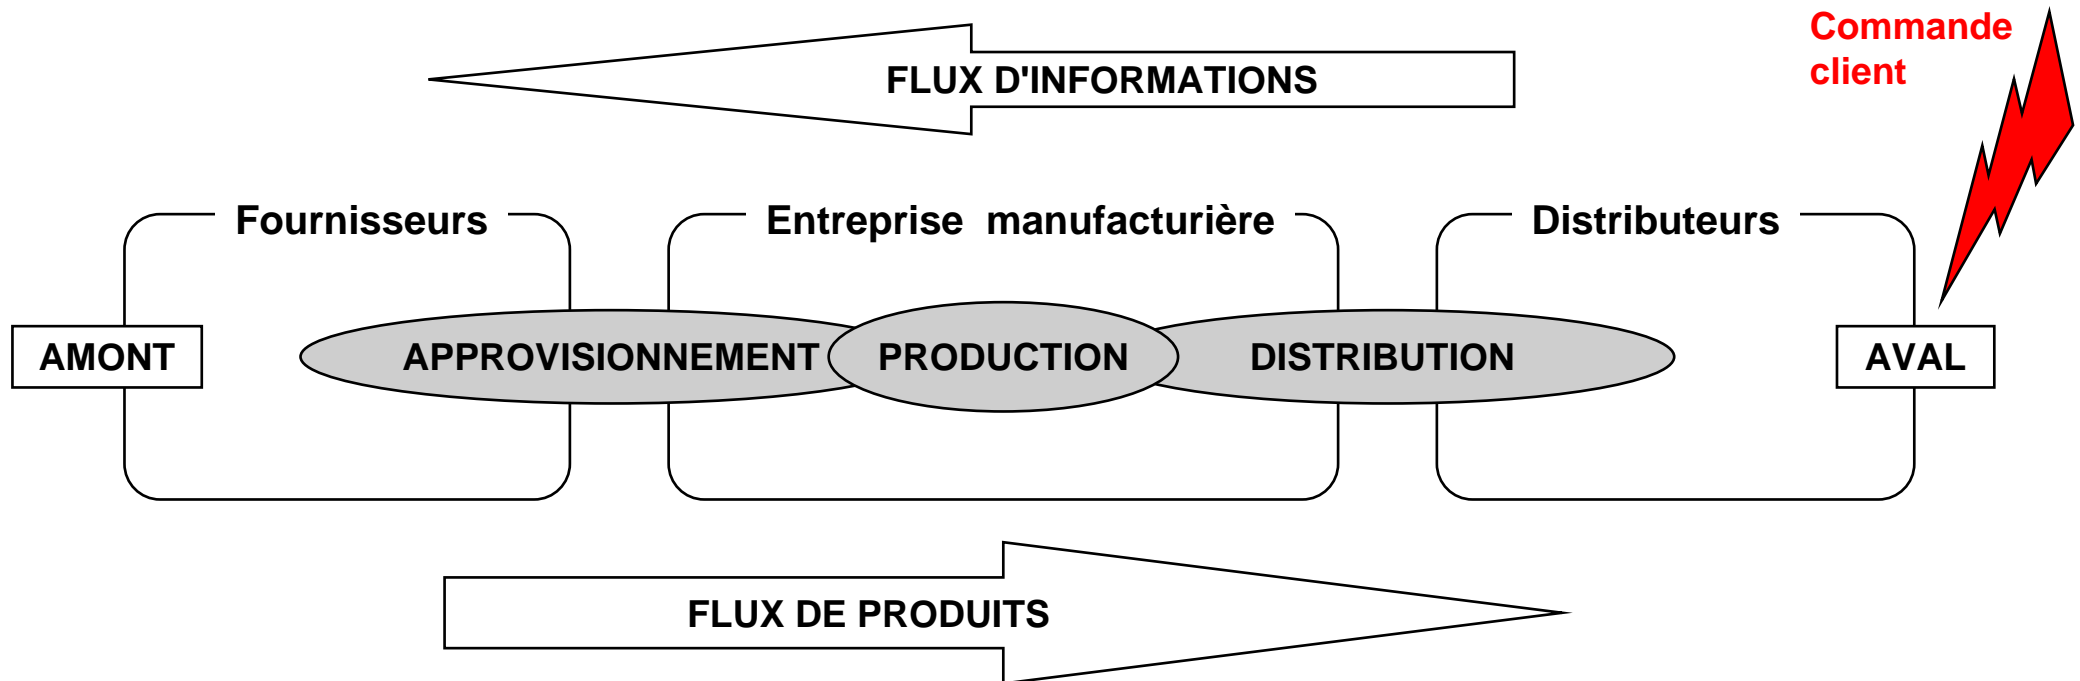 Commande
client
FLUX D'INFORMATIONS
Fournisseurs
Entreprise manufacturière
Distributeurs
AMONT
APPROVISIONNEMENT
PRODUCTION
DISTRIBUTION
AVAL
FLUX DE PRODUITS